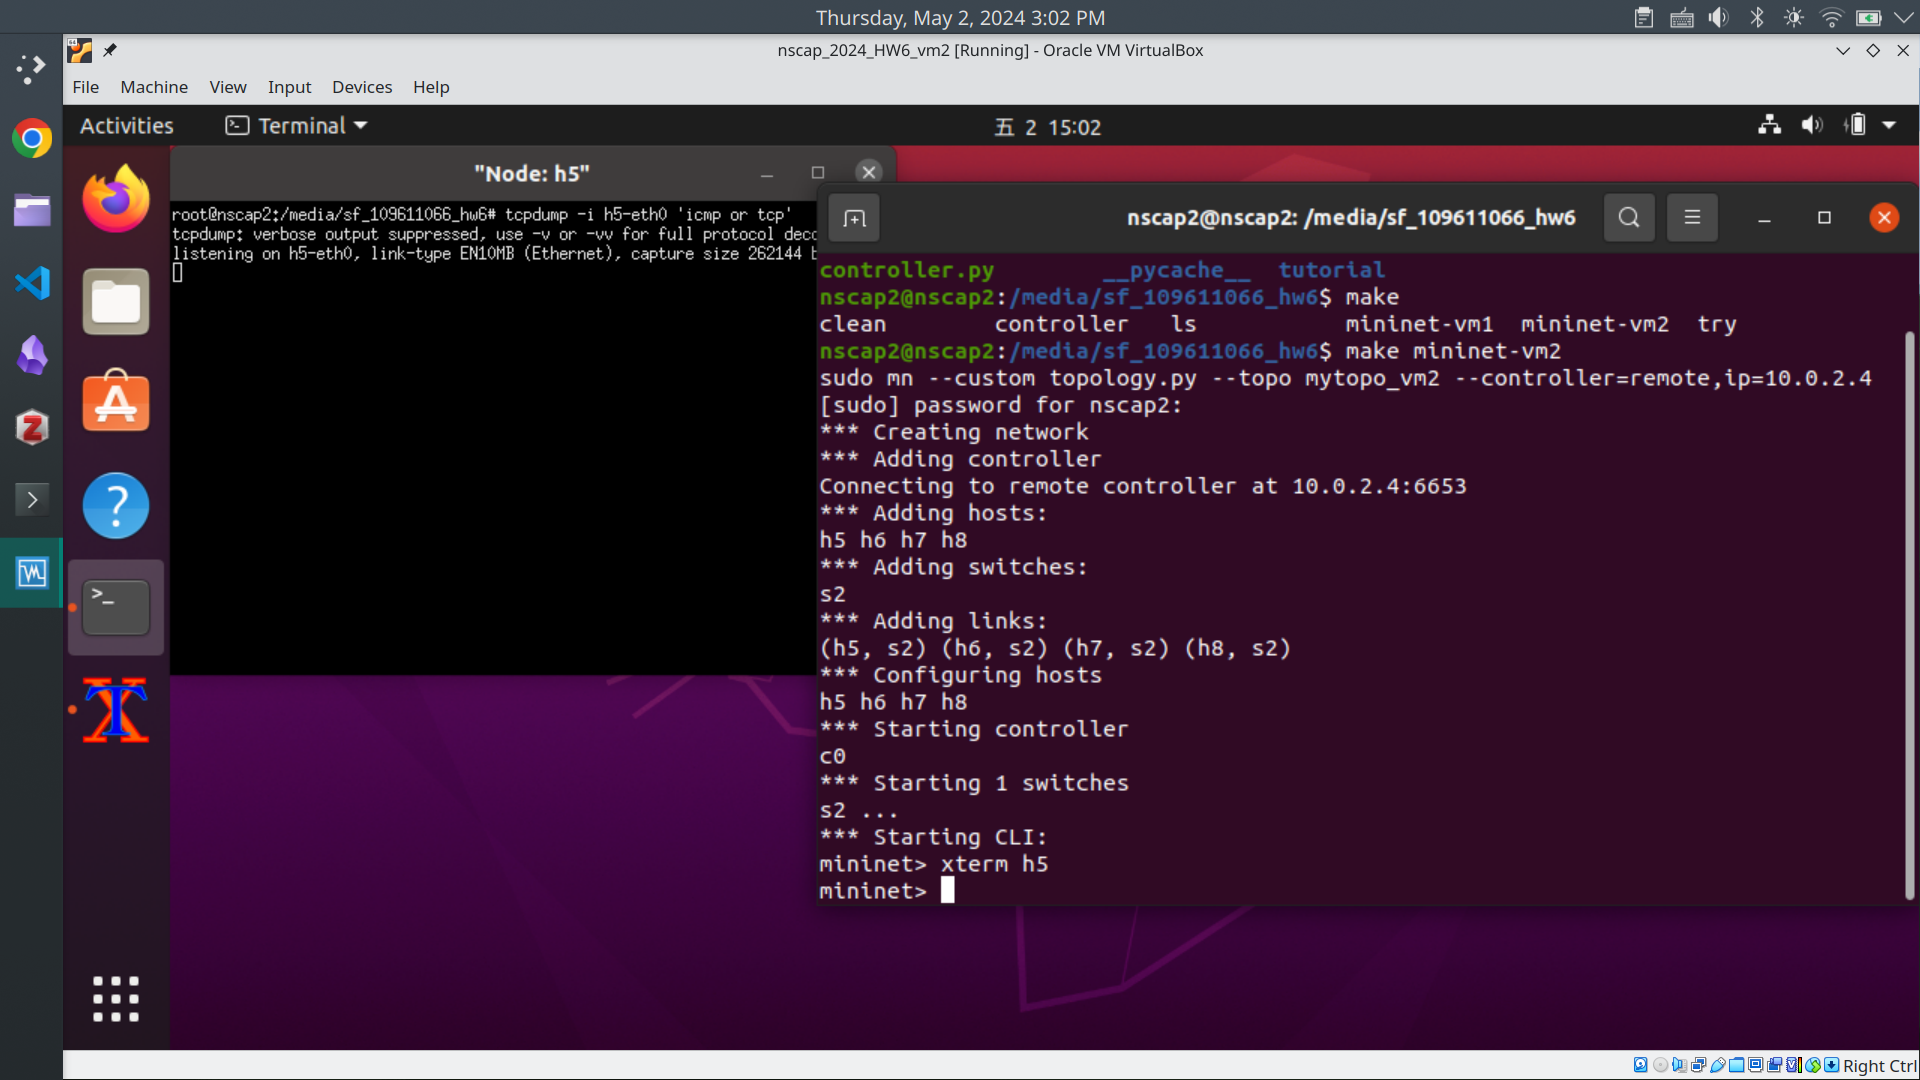 Thursday, May 2, 2024 3:02 PM
nscap_2024_HW6_vm2 [Running] - Oracle VM VirtualBox
File Machine View Input Devices Help
Activities Terminal 五 2 15:02
"Node: h5"
root@nscap2:/media/sf_109611066_hw6# tcpdump -i h5-eth0 'icmp or tcp'
tcpdump: verbose output suppressed, use -v or -vv for full protocol deco
listening on h5-eth0, link-type EN10MB (Ethernet), capture size 262144 b
nscap2@nscap2: /media/sf_109611066_hw6
controller.py __pycache__ tutorial
nscap2@nscap2:/media/sf_109611066_hw6$ make
clean controller ls mininet-vm1 mininet-vm2 try
nscap2@nscap2:/media/sf_109611066_hw6$ make mininet-vm2
sudo mn --custom topology.py --topo mytopo_vm2 --controller=remote,ip=10.0.2.4
[sudo] password for nscap2:
*** Creating network
*** Adding controller
Connecting to remote controller at 10.0.2.4:6653
*** Adding hosts:
h5 h6 h7 h8
*** Adding switches:
s2
*** Adding links:
(h5, s2) (h6, s2) (h7, s2) (h8, s2)
*** Configuring hosts
h5 h6 h7 h8
*** Starting controller
c0
*** Starting 1 switches
s2 ...
*** Starting CLI:
mininet> xterm h5
mininet>
Right Ctrl